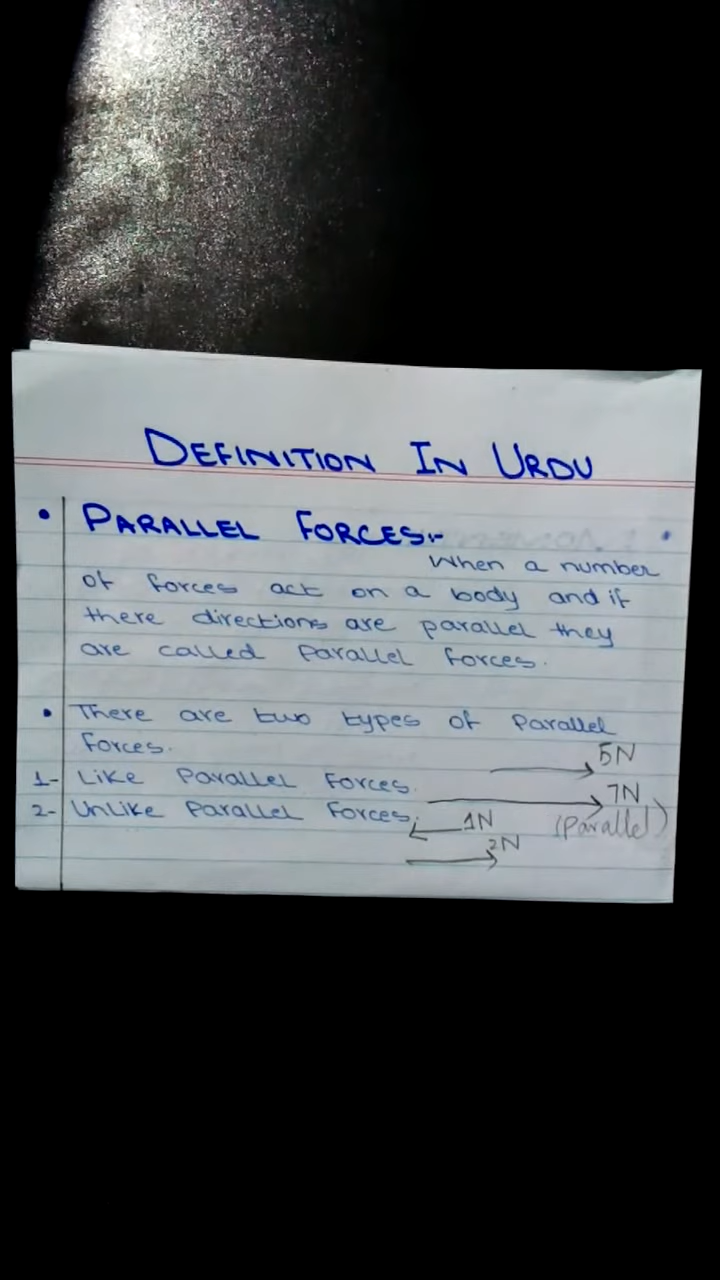 DEFINITION IN URDU
• PARALLEL FORCES:-
When a number
of forces act on a body and if
there directions are parallel they
are called parallel forces.
• There are two types of parallel
forces.
5N
1- Like Parallel Forces.
7N
2- Unlike Parallel Forces.
1N
(Parallel)
2N